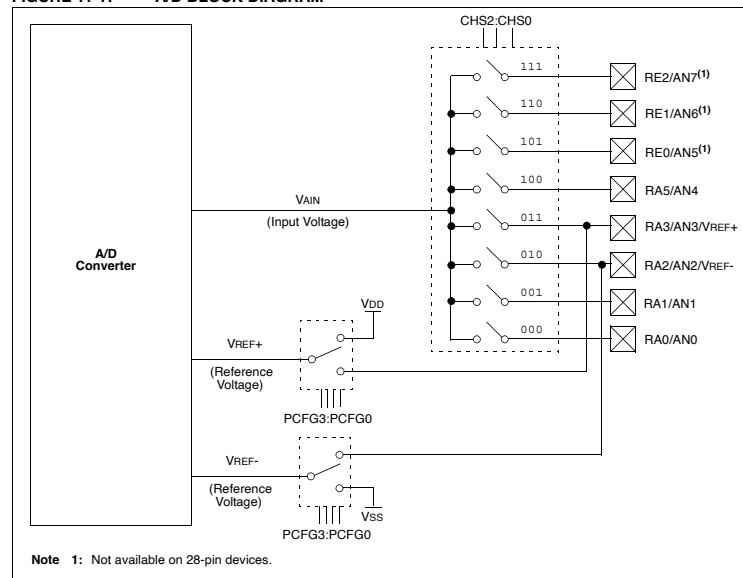 CHS2:CHS0
111
RE2/AN7(1)
110
RE1/AN6(1)
101
RE0/AN5(1)
100
RA5/AN4
VAIN
(Input Voltage)
011
RA3/AN3/VREF+
A/D
Converter
010
RA2/AN2/VREF-
001
RA1/AN1
VDD
000
RA0/AN0
VREF+
(Reference
Voltage)
PCFG3:PCFG0
VREF-
(Reference
Voltage)
VSS
PCFG3:PCFG0
Note 1: Not available on 28-pin devices.